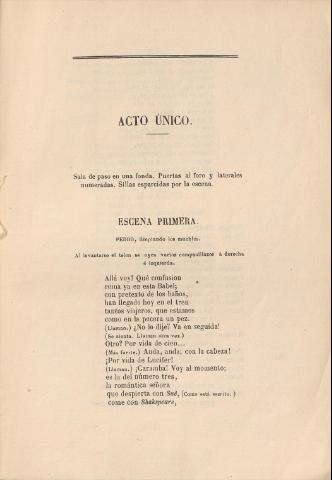 ACTO ÚNICO.
Sala de paso en una fonda. Puertas al foro y laterales
numeradas. Sillas esparcidas por la escena.
ESCENA PRIMERA.
PEDRO, limpiando los muebles.
Al levantarse el telon se oyen varios campanillazos á derecha
é izquierda.
Allá voy! Qué confusion
reina ya en esta Babel;
con pretexto de los baños,
han llegado hoy en el tren
tantos viajeros, que estamos
como en la pecera un pez.
(Llaman.) ¿No lo dije? Va en seguida!
(Se sienta. Llaman otra vez.)
Otro? Por vida de cien...
(Mas fuerte.) Anda, anda, con la cabeza!
¡Por vida de Lucifer!
(Llaman.) ¡Caramba! Voy al momento;
es la del número tres,
la romántica señora
que despierta con Sué, (Como está escrito.)
come con Shakspeare,